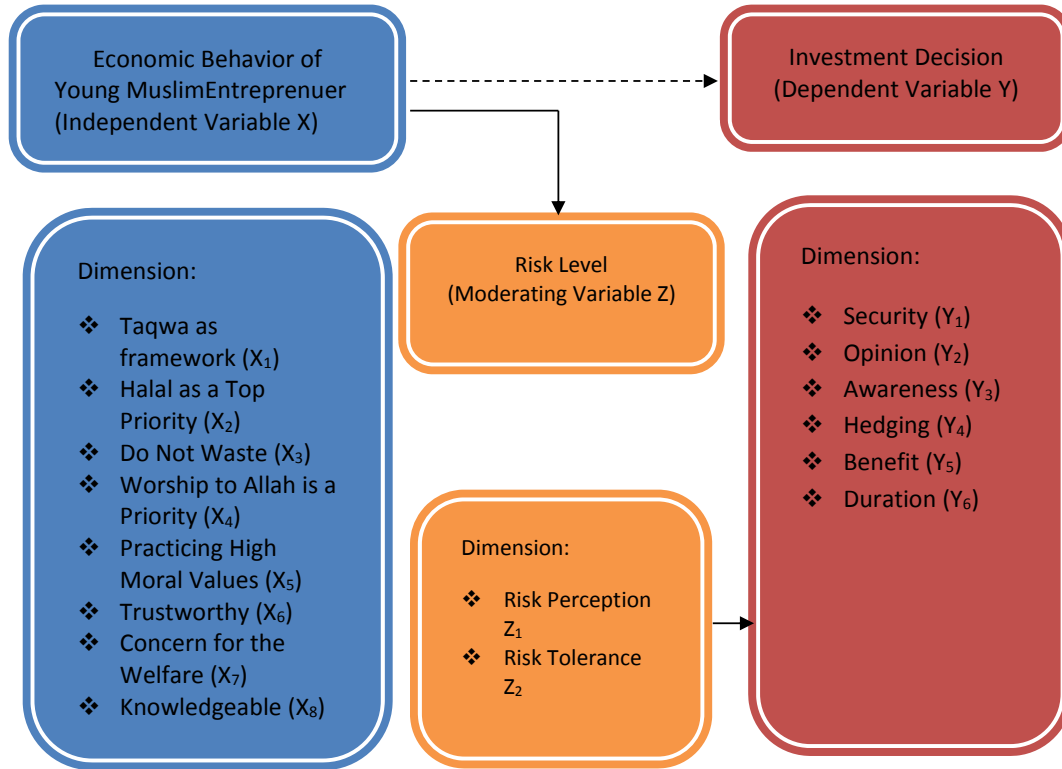 Economic Behavior of
Young MuslimEntreprenuer
(Independent Variable X)
Investment Decision
(Dependent Variable Y)
Risk Level
(Moderating Variable Z)
Dimension:
❖ Taqwa as
framework (X₁)
❖ Halal as a Top
Priority (X₂)
❖ Do Not Waste (X₃)
❖ Worship to Allah is a
Priority (X₄)
❖ Practicing High
Moral Values (X₅)
❖ Trustworthy (X₆)
❖ Concern for the
Welfare (X₇)
❖ Knowledgeable (X₈)
Dimension:
❖ Risk Perception
Z₁
❖ Risk Tolerance
Z₂
Dimension:
❖ Security (Y₁)
❖ Opinion (Y₂)
❖ Awareness (Y₃)
❖ Hedging (Y₄)
❖ Benefit (Y₅)
❖ Duration (Y₆)